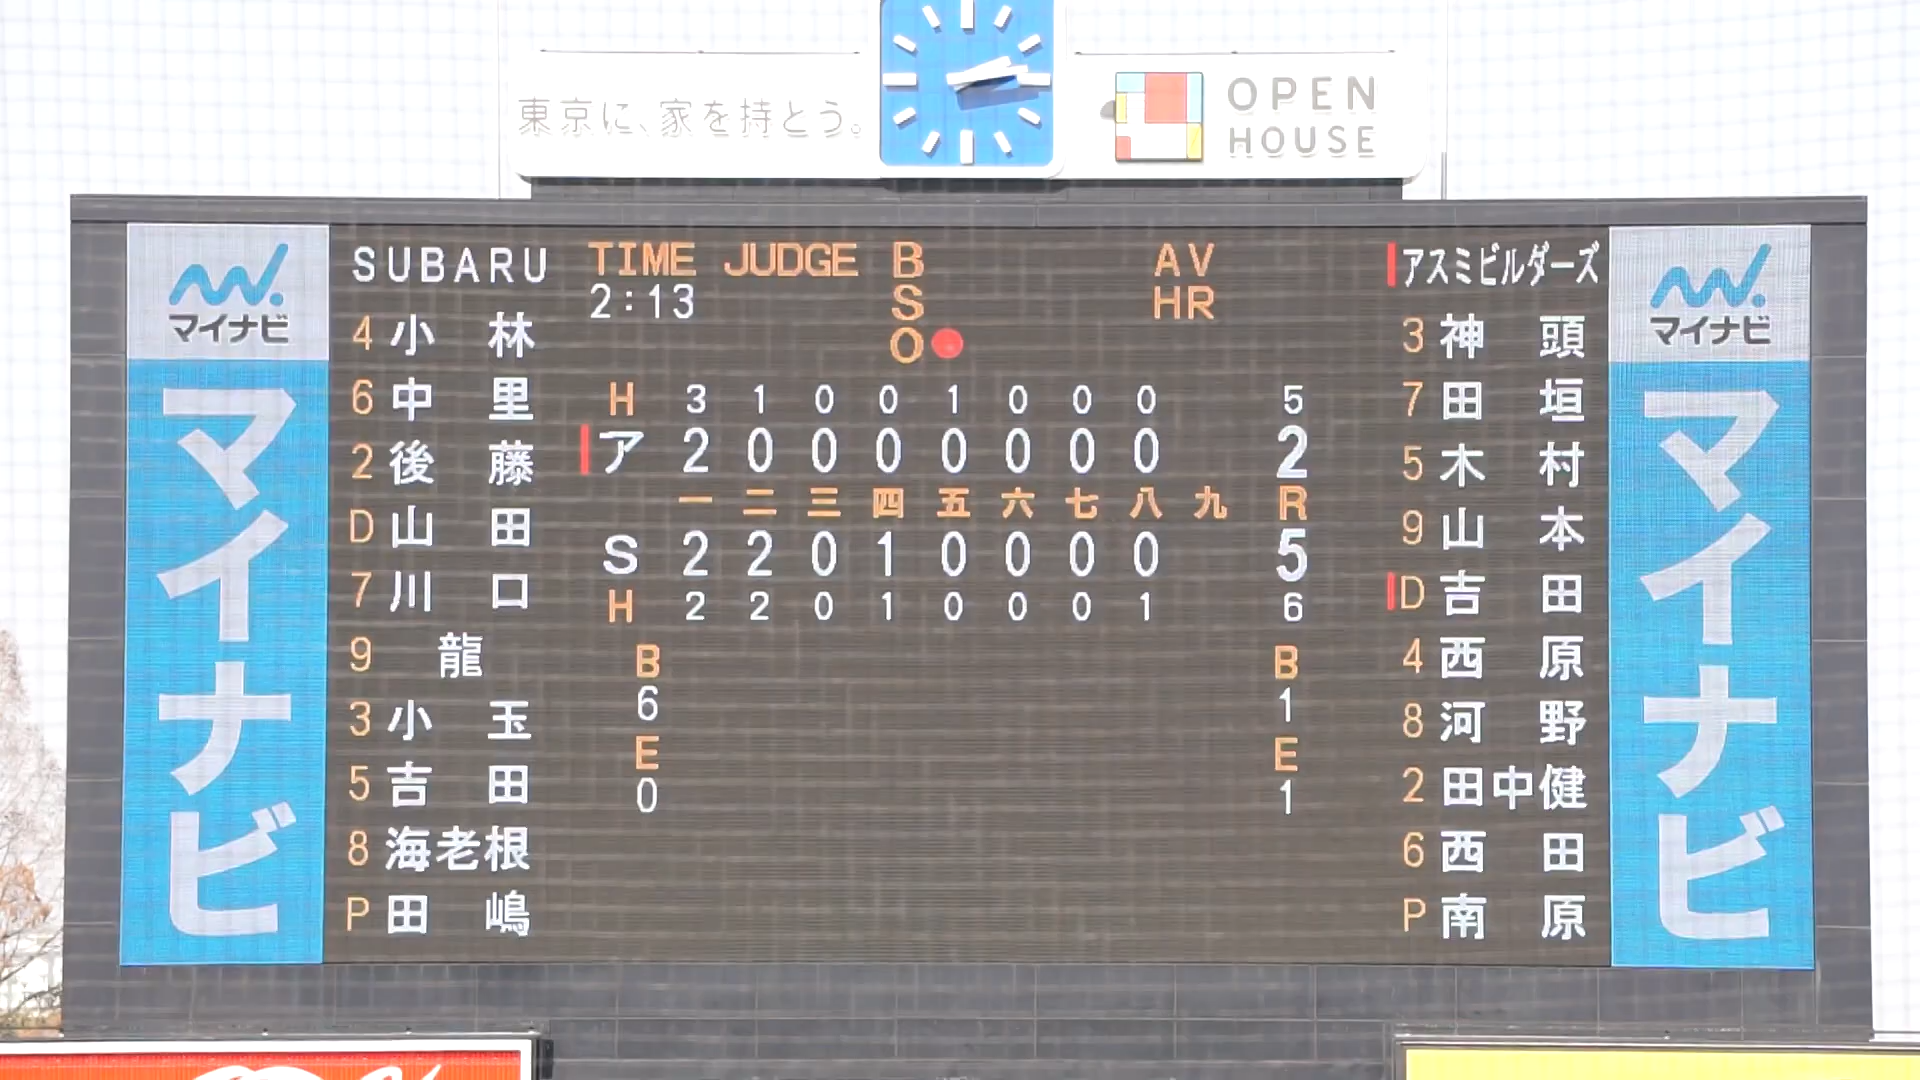 東京に、家を持とう。
OPEN
HOUSE
マイナビ
マイナビ
SUBARU
4 小林
6 中里
2 後藤
D 山田
7 川口
9 龍
3 小玉
5 吉田
8 海老根
P 田嶋
TIME JUDGE B AV
2:13 S HR
O
H 3 1 0 0 1 0 0 0 5
ア 2 0 0 0 0 0 0 0 2
一 二 三 四 五 六 七 八 九 R
S 2 2 0 1 0 0 0 0 5
H 2 2 0 1 0 0 0 1 6
B B
6 1
E E
0 1
アスミビルダーズ
3 神頭
7 田垣
5 木村
9 山本
D 吉田
4 西原
8 河野
2 田中健
6 西田
P 南原
マイナビ
マイナビ